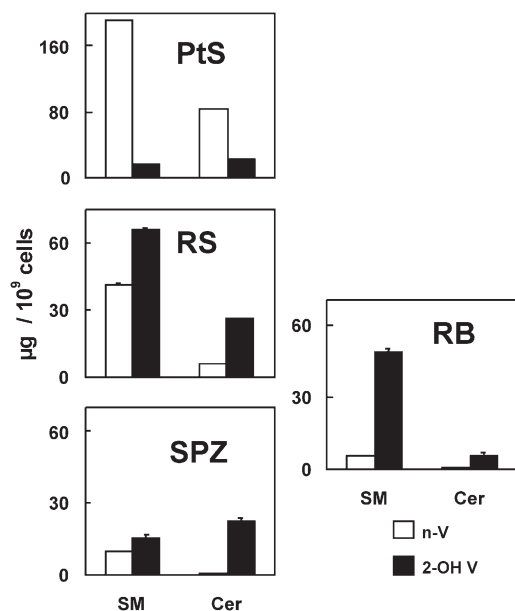 160
80
0
PtS
µg / 10⁹ cells
60
30
0
RS
60
30
0
SPZ
SM Cer
60
30
0
RB
SM Cer
n-V
2-OH V